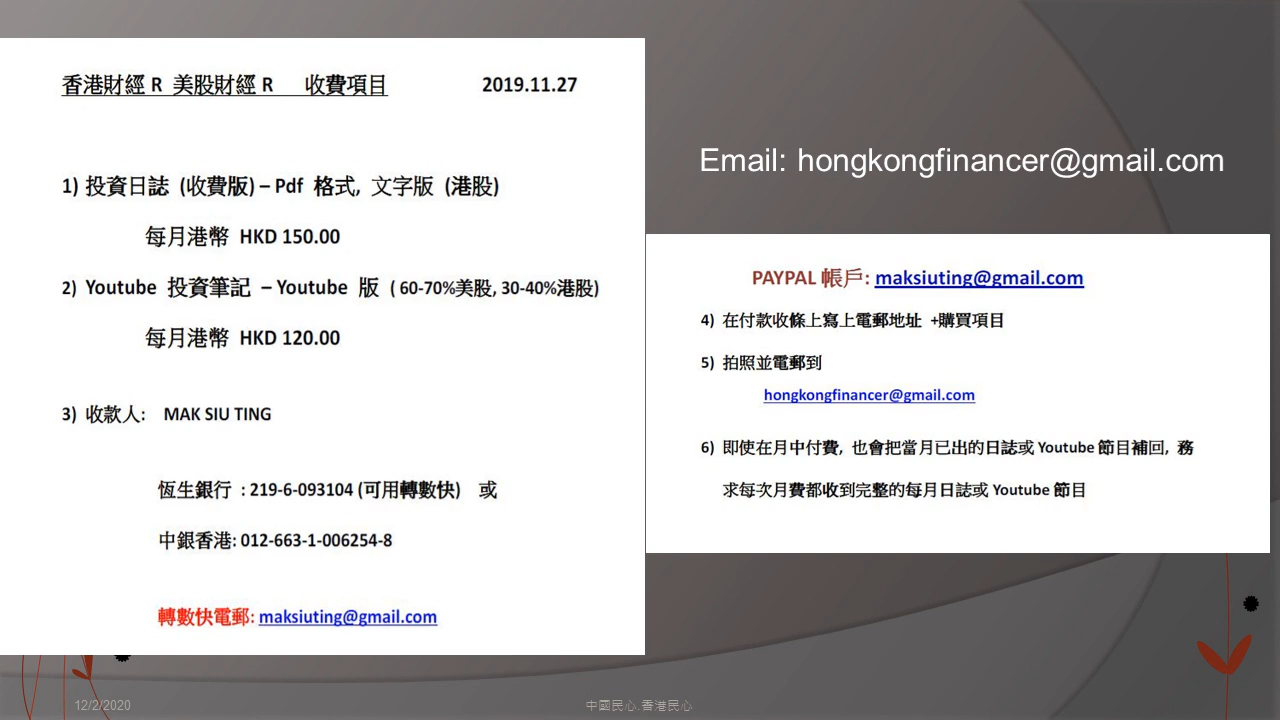 香港財經 R 美股財經 R 收費項目 2019.11.27
1) 投資日誌 (收費版) – Pdf 格式, 文字版 (港股)
每月港幣 HKD 150.00
2) Youtube 投資筆記 – Youtube 版 ( 60-70%美股, 30-40%港股)
每月港幣 HKD 120.00
3) 收款人: MAK SIU TING
恆生銀行 : 219-6-093104 (可用轉數快) 或
中銀香港: 012-663-1-006254-8
轉數快電郵: maksiuting@gmail.com
Email: hongkongfinancer@gmail.com
PAYPAL 帳戶: maksiuting@gmail.com
4) 在付款收條上寫上電郵地址 +購買項目
5) 拍照並電郵到
hongkongfinancer@gmail.com
6) 即使在月中付費, 也會把當月已出的日誌或 Youtube 節目補回, 務
求每次月費都收到完整的每月日誌或 Youtube 節目
12/2/2020
中國民心.香港民心